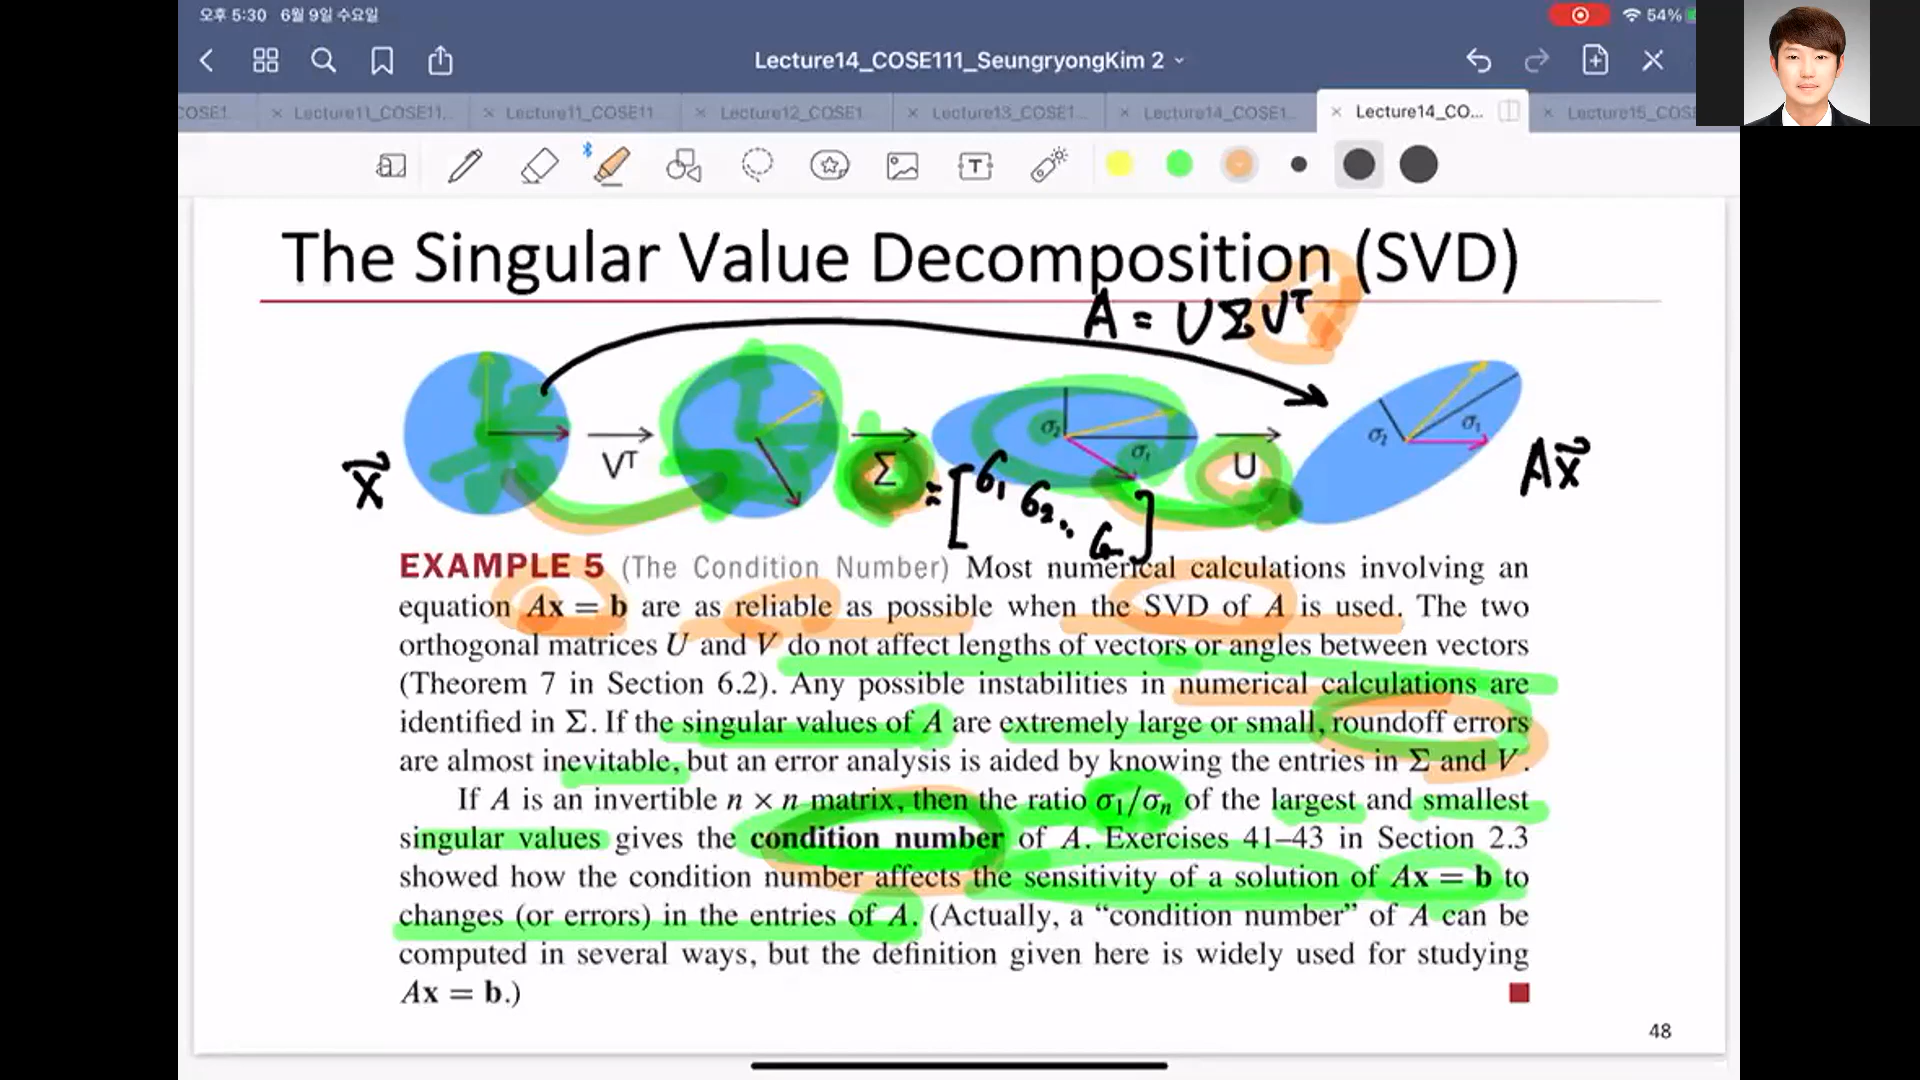 오후 5:30 6월 9일 수요일
54%
Lecture14_COSE111_SeungryongKim 2
COSE1
Lecture11_COSE11...
Lecture11_COSE11
Lecture12_COSE1
Lecture13_COSE1
Lecture14_COSE1
Lecture14_CO...
Lecture15_COS
The Singular Value Decomposition (SVD)
A = UΣVᵀ
x⃗
Vᵀ
Σ
= [σ₁ σ₂ ⋱ σₙ]
σ₂
σ₁
U
σ₂
σ₁
Ax⃗
EXAMPLE 5 (The Condition Number) Most numerical calculations involving an
equation Ax = b are as reliable as possible when the SVD of A is used. The two
orthogonal matrices U and V do not affect lengths of vectors or angles between vectors
(Theorem 7 in Section 6.2). Any possible instabilities in numerical calculations are
identified in Σ. If the singular values of A are extremely large or small, roundoff errors
are almost inevitable, but an error analysis is aided by knowing the entries in Σ and V.
If A is an invertible n × n matrix, then the ratio σ₁/σₙ of the largest and smallest
singular values gives the condition number of A. Exercises 41–43 in Section 2.3
showed how the condition number affects the sensitivity of a solution of Ax = b to
changes (or errors) in the entries of A. (Actually, a “condition number” of A can be
computed in several ways, but the definition given here is widely used for studying
Ax = b.)
48